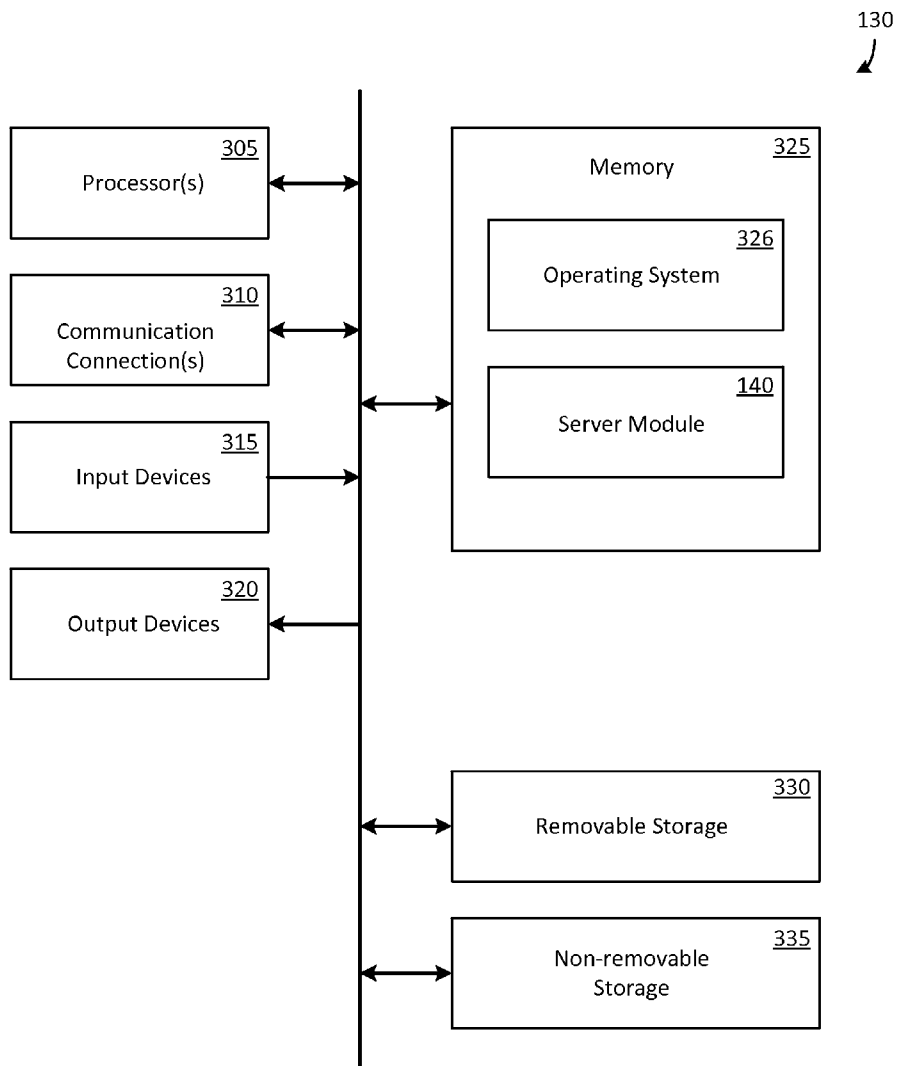 130
305
Processor(s)
310
Communication
Connection(s)
315
Input Devices
320
Output Devices
325
Memory
326
Operating System
140
Server Module
330
Removable Storage
335
Non-removable
Storage